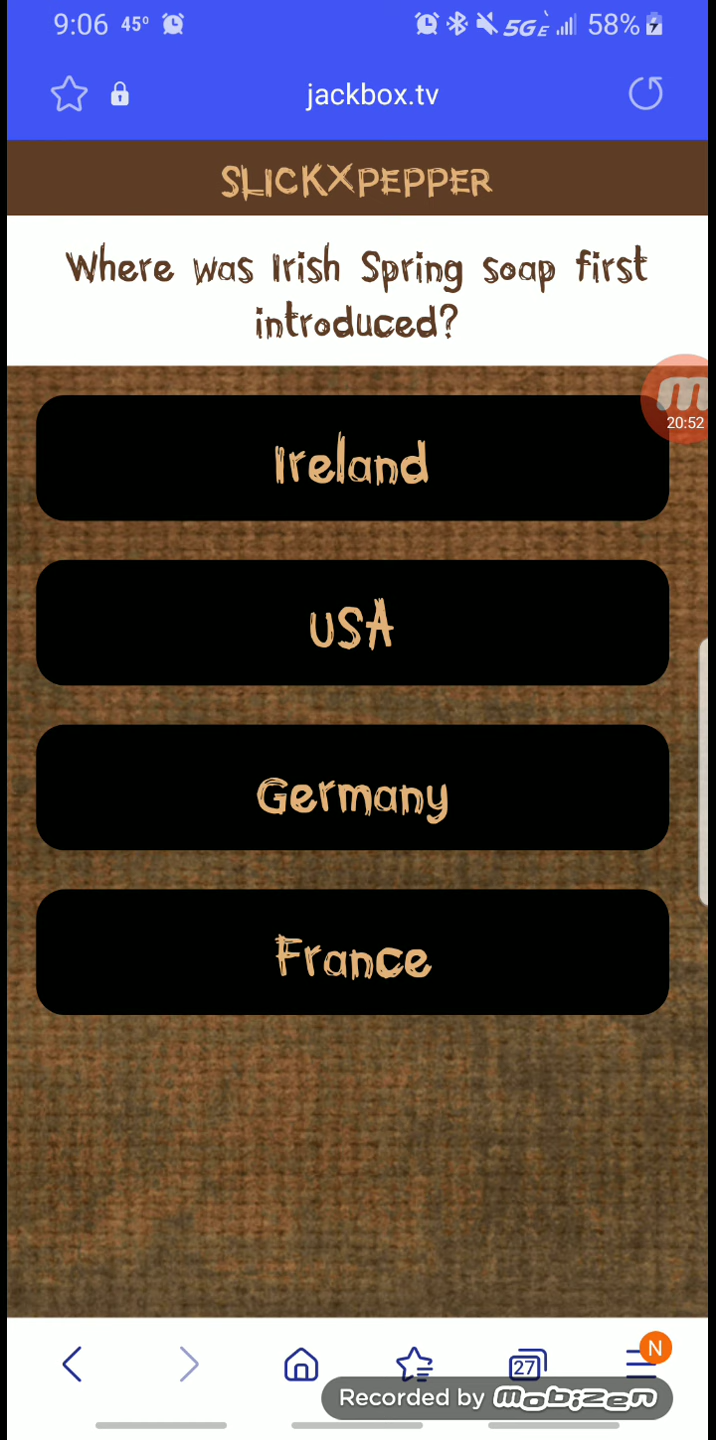 9:06 45° 5GE 58%
jackbox.tv
SLICKXPEPPER
Where was Irish Spring soap first
introduced?
m
20:52
Ireland
USA
Germany
France
27
N
Recorded by mobizen